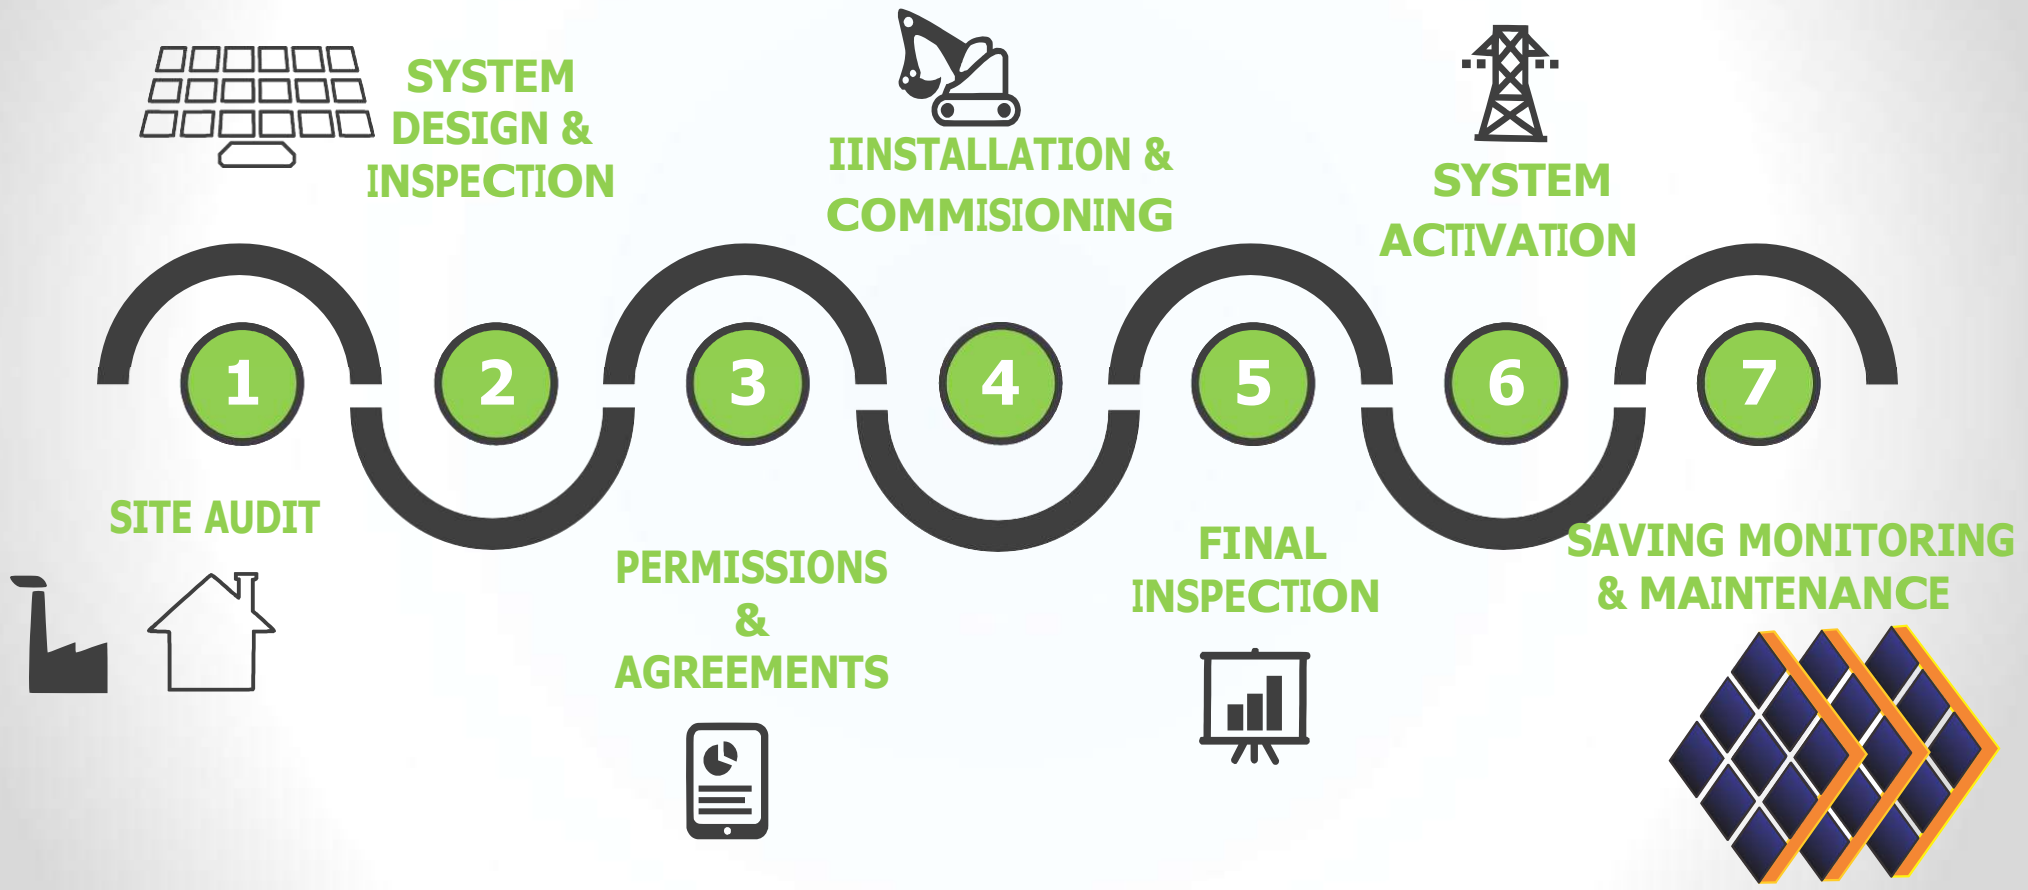 SYSTEM
DESIGN &
INSPECTION
IINSTALLATION &
COMMISIONING
SYSTEM
ACTIVATION
1
2
3
4
5
6
7
SITE AUDIT
PERMISSIONS
&
AGREEMENTS
FINAL
INSPECTION
SAVING MONITORING
& MAINTENANCE